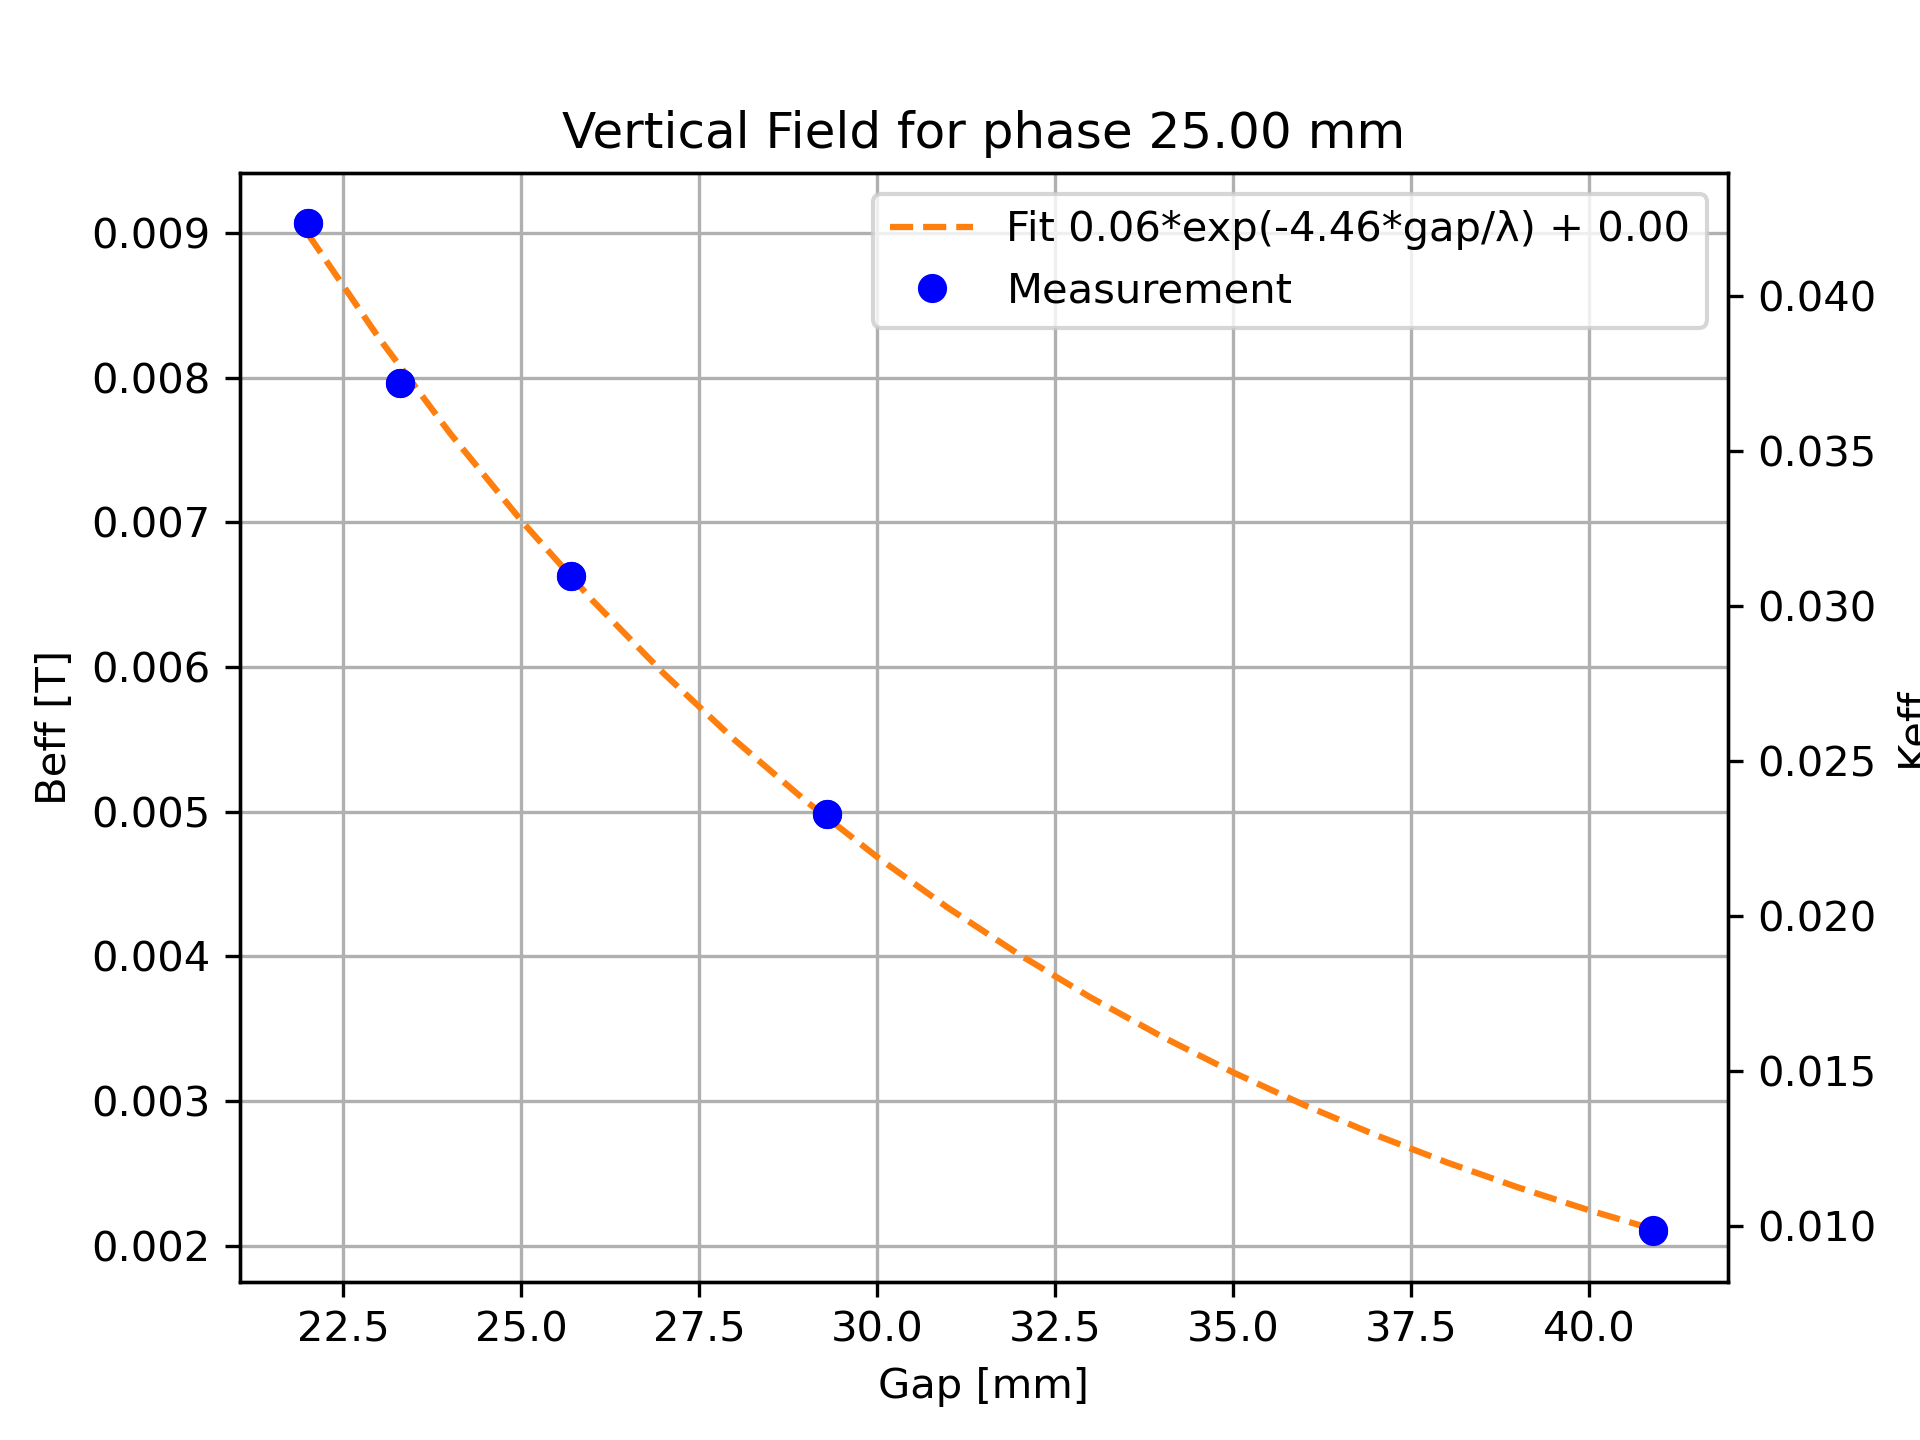 Vertical Field for phase 25.00 mm
Fit 0.06*exp(-4.46*gap/λ) + 0.00
Measurement
0.009
0.008
0.007
0.006
0.005
0.004
0.003
0.002
Beff [T]
0.040
0.035
0.030
0.025
0.020
0.015
0.010
Keff
22.5 25.0 27.5 30.0 32.5 35.0 37.5 40.0
Gap [mm]